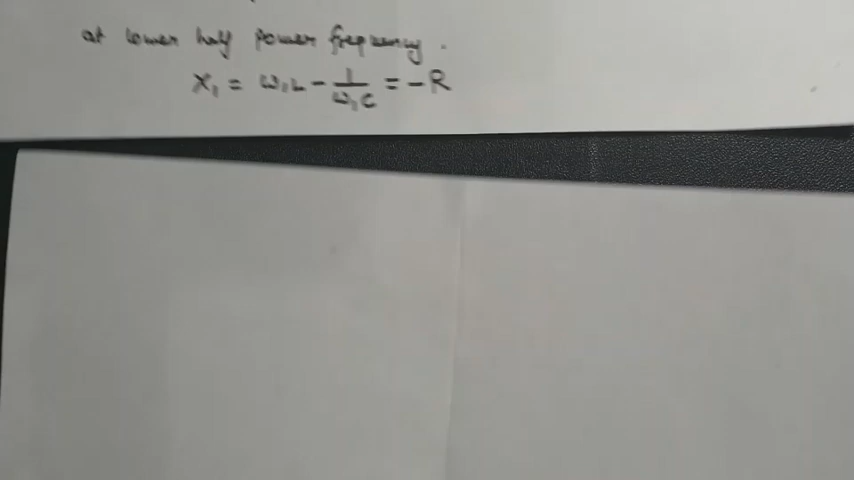 at lower half power frequency.
X₁ = ω₁L - 1/ω₁C = -R